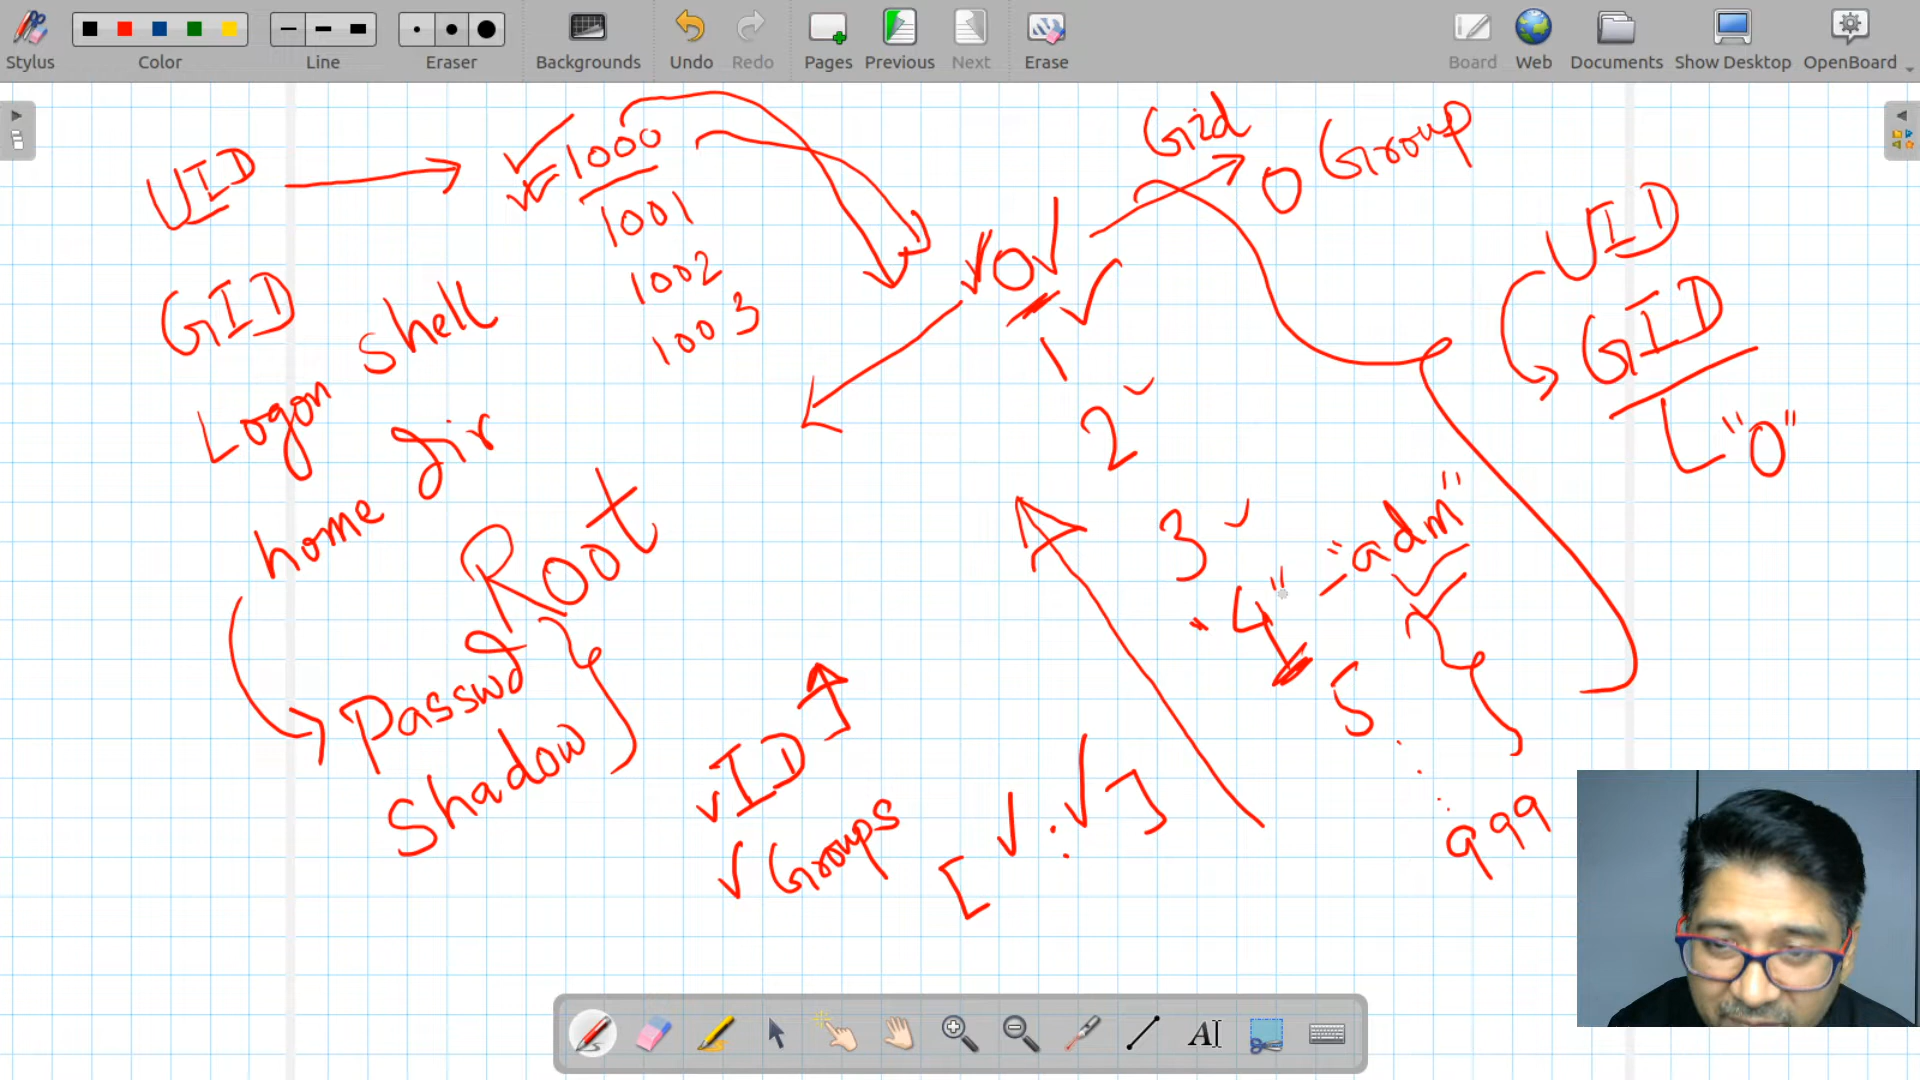 Stylus
Color
Line
Eraser
Backgrounds
Undo
Redo
Pages
Previous
Next
Erase
Board
Web
Documents
Show Desktop
OpenBoard
UID
1000
1001
1002
1003
GID
Logon Shell
home dir
Root
Passwd
Shadow
ID
Groups
[ : ]
0
1
2
3
4"
5
999
"adm"
Gid
0 Group
UID
GID
"0"
A